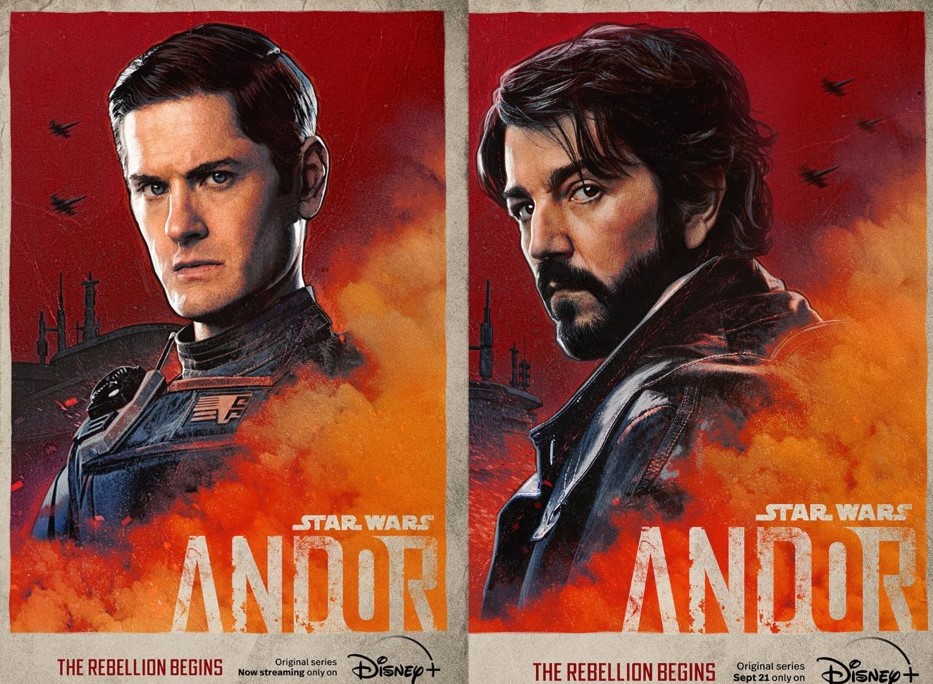 STAR WARS
ANDOR
THE REBELLION BEGINS
Original series
Now streaming only on
Disney+
STAR WARS
ANDOR
THE REBELLION BEGINS
Original series
Sept 21 only on
Disney+